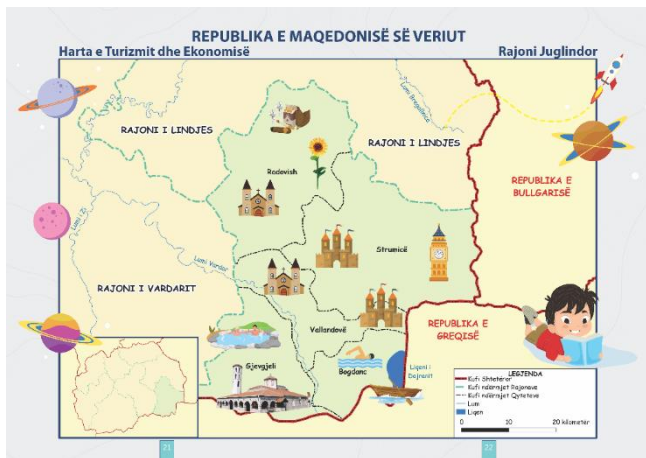 REPUBLIKA E MAQEDONISË SË VERIUT
Harta e Turizmit dhe Ekonomisë
Rajoni Juglindor
RAJONI I LINDJES
Lumi Bregallnica
RAJONI I LINDJES
Radovish
REPUBLIKA E
BULLGARISË
Strumicë
Lumi Vardar
RAJONI I VARDARIT
Vallandovë
REPUBLIKA E
GREQISË
Gjevgjeli
Bogdanc
Liqeni i
Dojranit
LEGJENDA
Kufi Shtetëror
Kufi ndërmjet Rajoneve
Kufi ndërmjet Qyteteve
Lumi
Liqen
0 10 20 kilometër
21
22